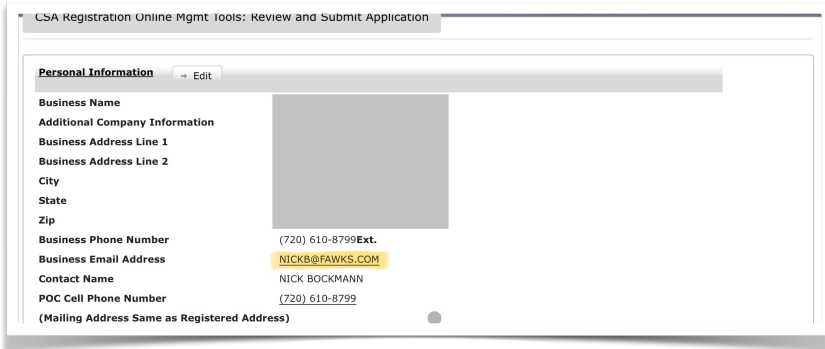 CSA Registration Online Mgmt Tools: Review and Submit Application
Personal Information → Edit
Business Name
Additional Company Information
Business Address Line 1
Business Address Line 2
City
State
Zip
Business Phone Number (720) 610-8799Ext.
Business Email Address NICKB@FAWKS.COM
Contact Name NICK BOCKMANN
POC Cell Phone Number (720) 610-8799
(Mailing Address Same as Registered Address)